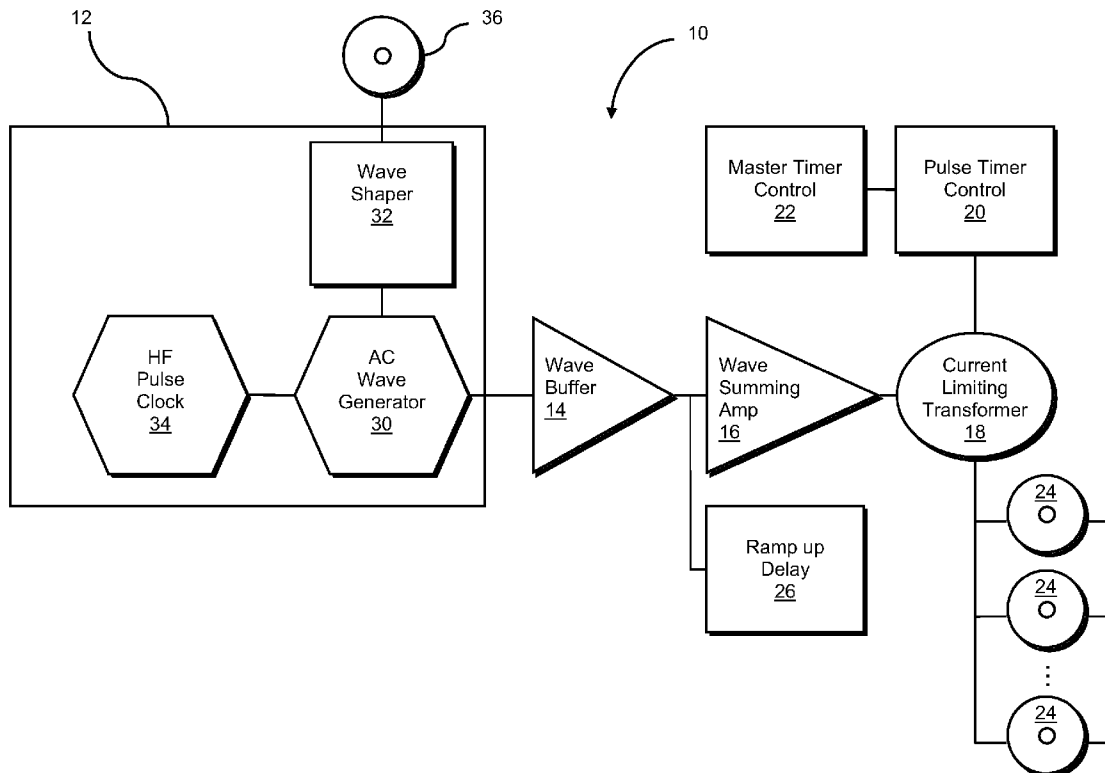 12
36
10
Wave
Shaper
32
Master Timer
Control
22
Pulse Timer
Control
20
HF
Pulse
Clock
34
AC
Wave
Generator
30
Wave
Buffer
14
Wave
Summing
Amp
16
Current
Limiting
Transformer
18
24
Ramp up
Delay
26
24
24